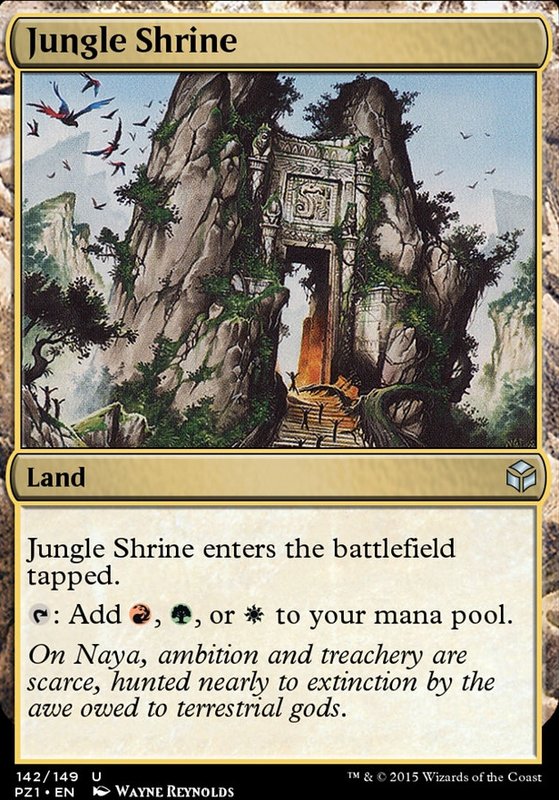 Jungle Shrine
Land
Jungle Shrine enters the battlefield
tapped.
: Add , , or to your mana pool.
On Naya, ambition and treachery are
scarce, hunted nearly to extinction by the
awe owed to terrestrial gods.
142/149 U
PZ1 • EN Wayne Reynolds
™ & © 2015 Wizards of the Coast